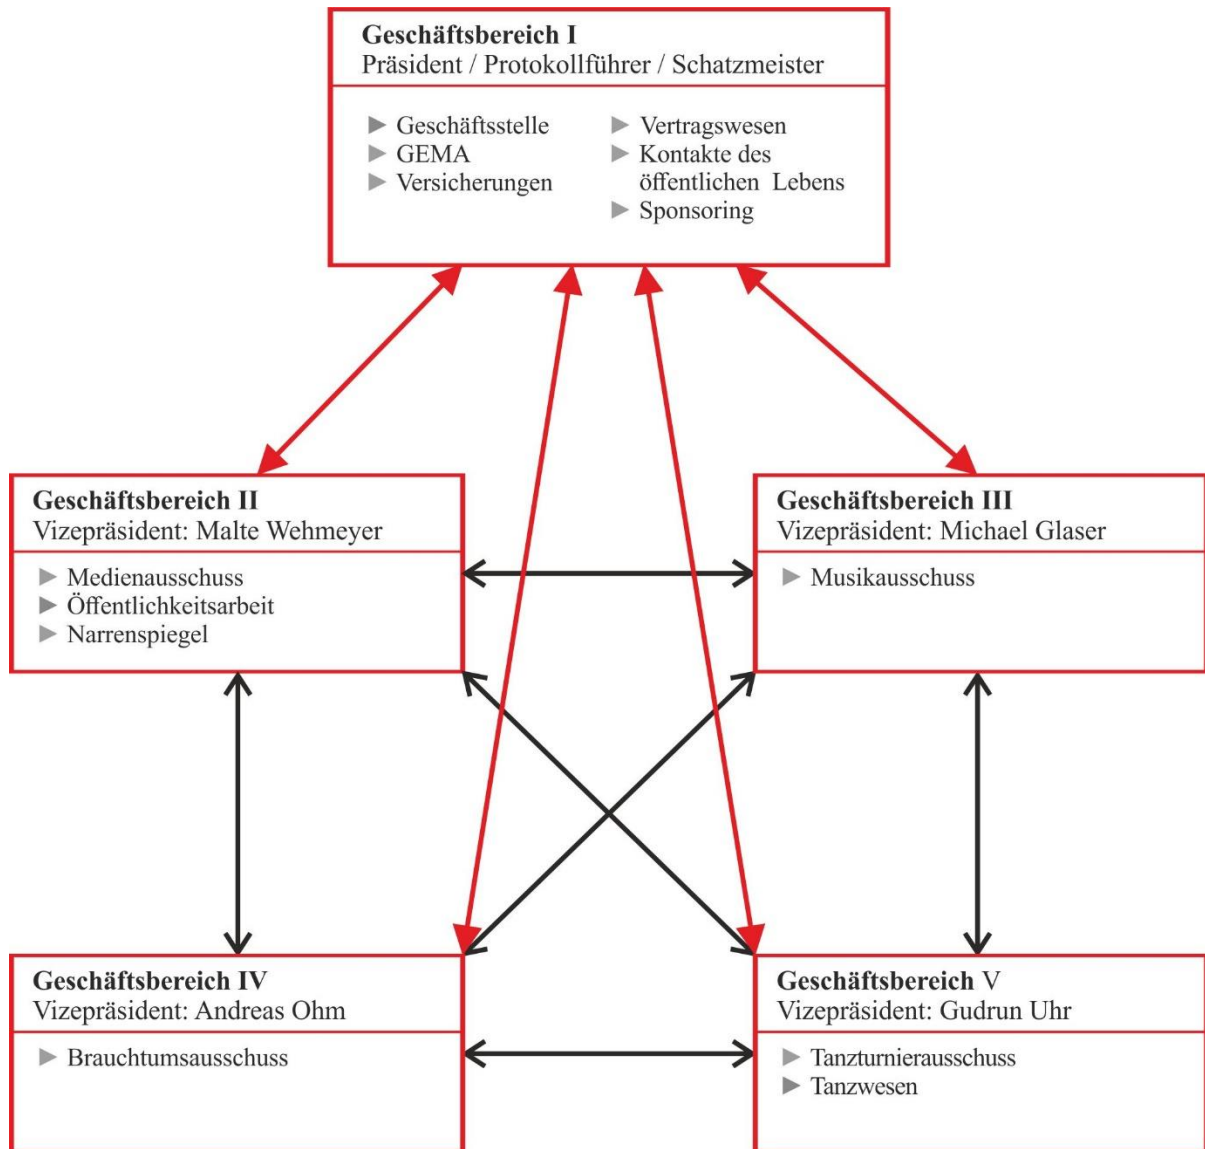 Geschäftsbereich I
Präsident / Protokollführer / Schatzmeister
Geschäftsstelle
GEMA
Versicherungen
Vertragswesen
Kontakte des
öffentlichen Lebens
Sponsoring
Geschäftsbereich II
Vizepräsident: Malte Wehmeyer
Medienausschuss
Öffentlichkeitsarbeit
Narrenspiegel
Geschäftsbereich III
Vizepräsident: Michael Glaser
Musikausschuss
Geschäftsbereich IV
Vizepräsident: Andreas Ohm
Brauchtumsausschuss
Geschäftsbereich V
Vizepräsident: Gudrun Uhr
Tanzturnierausschuss
Tanzwesen